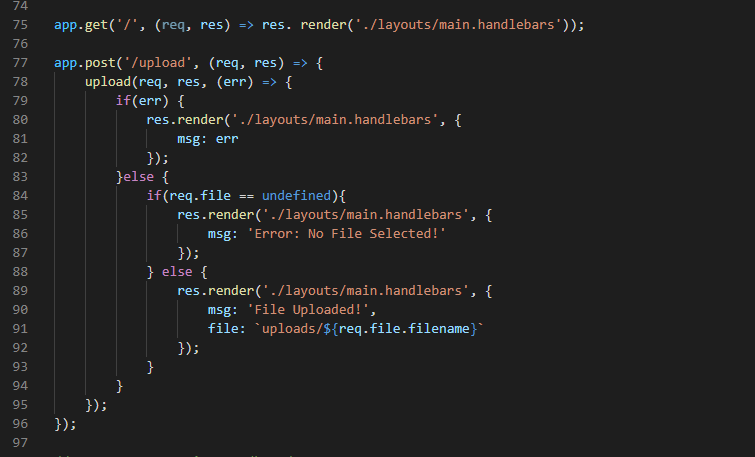 74
75 app.get('/', (req, res) => res. render('./layouts/main.handlebars'));
76
77 app.post('/upload', (req, res) => {
78     upload(req, res, (err) => {
79         if(err) {
80             res.render('./layouts/main.handlebars', {
81                 msg: err
82             });
83         }else {
84             if(req.file == undefined){
85                 res.render('./layouts/main.handlebars', {
86                     msg: 'Error: No File Selected!'
87                 });
88             } else {
89                 res.render('./layouts/main.handlebars', {
90                     msg: 'File Uploaded!',
91                     file: `uploads/${req.file.filename}`
92                 });
93             }
94         }
95     });
96 });
97